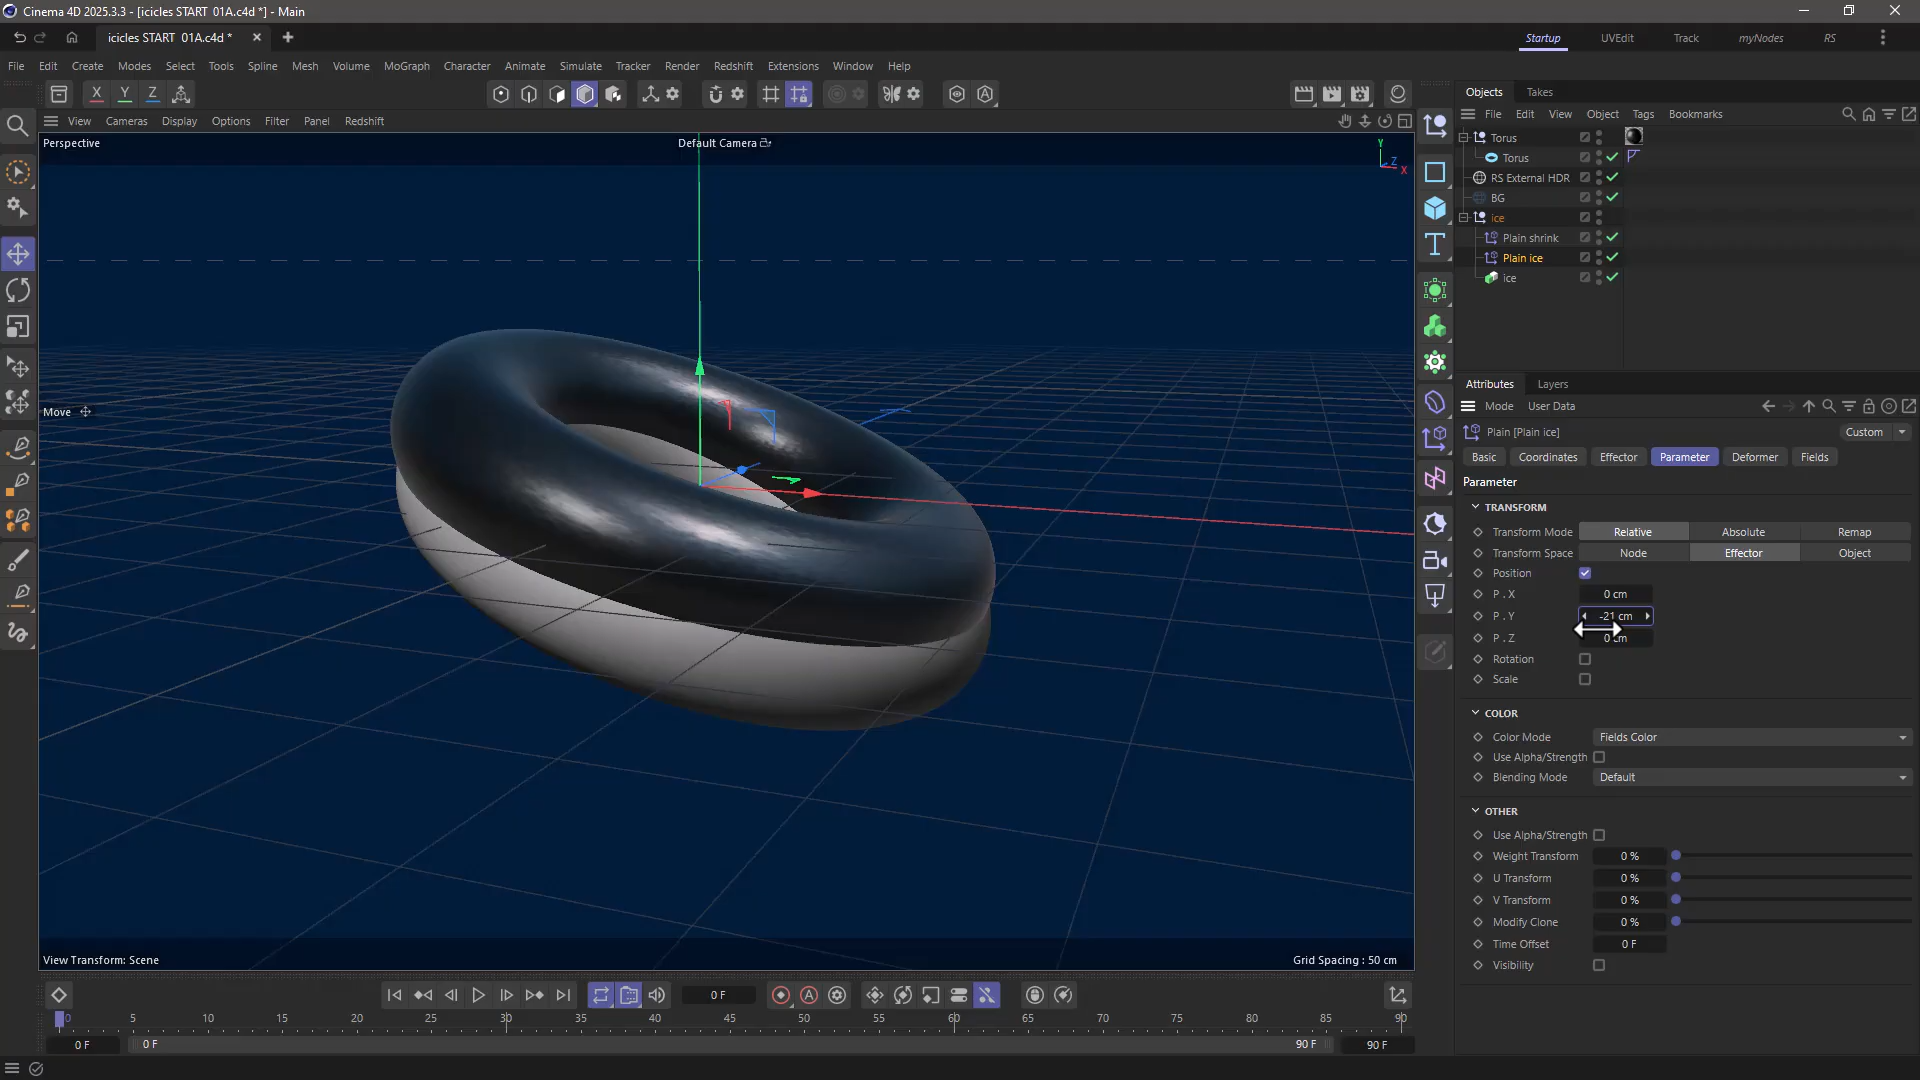 Cinema 4D 2025.3.3 - [icicles START  01A.c4d *] - Main
icicles START  01A.c4d *
Startup
UVEdit
Track
myNodes
RS
File Edit Create Modes Select Tools Spline Mesh Volume MoGraph Character Animate Simulate Tracker Render Redshift Extensions Window Help
X Y Z
View Cameras Display Options Filter Panel Redshift
Perspective
Default Camera
Y
Z
X
Move
View Transform: Scene
Grid Spacing : 50 cm
0 F
0 5 10 15 20 25 30 35 40 45 50 55 60 65 70 75 80 85 90
0 F
0 F
90 F
90 F
Objects Takes
File Edit View Object Tags Bookmarks
Torus
Torus
RS External HDR
BG
ice
Plain shrink
Plain ice
ice
Attributes Layers
Mode User Data
Plain [Plain ice]
Custom
Basic Coordinates Effector Parameter Deformer Fields
Parameter
TRANSFORM
Transform Mode Relative Absolute Remap
Transform Space Node Effector Object
Position
P . X 0 cm
P . Y -21 cm
P . Z 0 cm
Rotation
Scale
COLOR
Color Mode Fields Color
Use Alpha/Strength
Blending Mode Default
OTHER
Use Alpha/Strength
Weight Transform 0 %
U Transform 0 %
V Transform 0 %
Modify Clone 0 %
Time Offset 0 F
Visibility